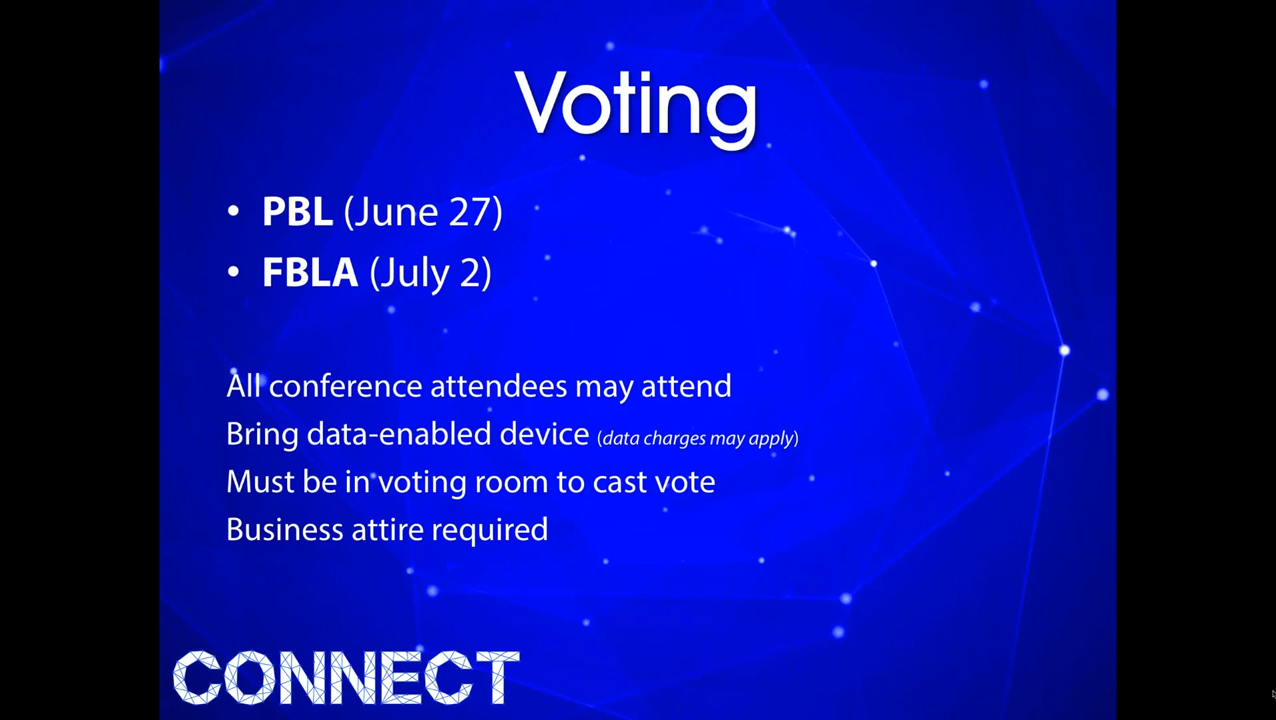 Voting
• PBL (June 27)
• FBLA (July 2)
All conference attendees may attend
Bring data-enabled device (data charges may apply)
Must be in voting room to cast vote
Business attire required
CONNECT